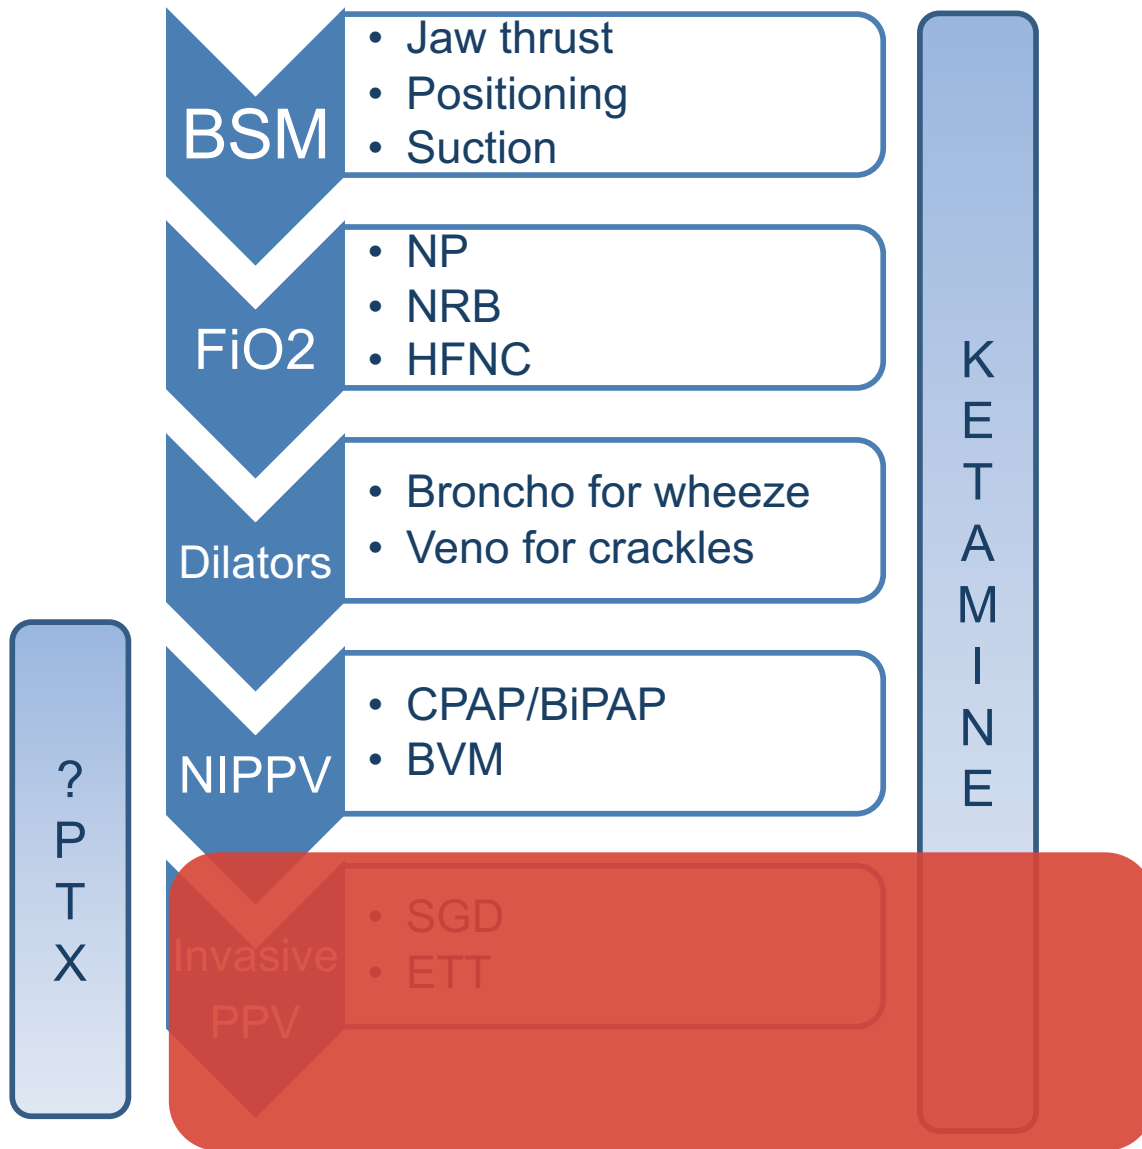 BSM
• Jaw thrust
• Positioning
• Suction
FiO2
• NP
• NRB
• HFNC
Dilators
• Broncho for wheeze
• Veno for crackles
NIPPV
• CPAP/BiPAP
• BVM
Invasive
PPV
• SGD
• ETT
?
P
T
X
K
E
T
A
M
I
N
E